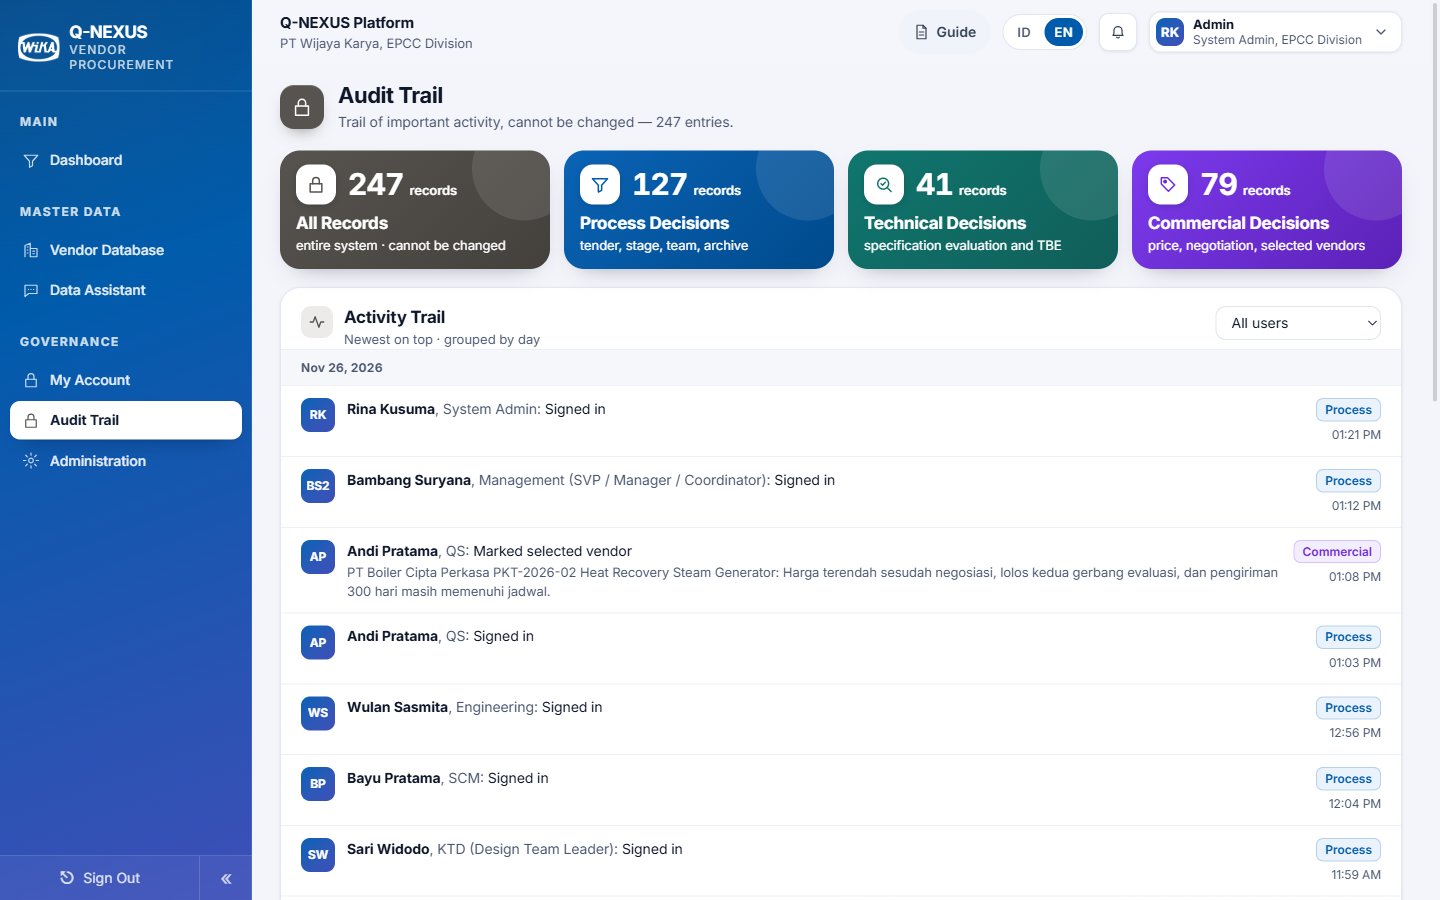 WIKA
Q-NEXUS
VENDOR
PROCUREMENT
MAIN
Dashboard
MASTER DATA
Vendor Database
Data Assistant
GOVERNANCE
My Account
Audit Trail
Administration
Sign Out
«
Q-NEXUS Platform
PT Wijaya Karya, EPCC Division
Guide
ID EN
RK
Admin
System Admin, EPCC Division
Audit Trail
Trail of important activity, cannot be changed — 247 entries.
247 records
All Records
entire system · cannot be changed
127 records
Process Decisions
tender, stage, team, archive
41 records
Technical Decisions
specification evaluation and TBE
79 records
Commercial Decisions
price, negotiation, selected vendors
Activity Trail
Newest on top · grouped by day
All users
Nov 26, 2026
RK
Rina Kusuma, System Admin: Signed in
Process
01:21 PM
BS2
Bambang Suryana, Management (SVP / Manager / Coordinator): Signed in
Process
01:12 PM
AP
Andi Pratama, QS: Marked selected vendor
PT Boiler Cipta Perkasa PKT-2026-02 Heat Recovery Steam Generator: Harga terendah sesudah negosiasi, lolos kedua gerbang evaluasi, dan pengiriman
300 hari masih memenuhi jadwal.
Commercial
01:08 PM
AP
Andi Pratama, QS: Signed in
Process
01:03 PM
WS
Wulan Sasmita, Engineering: Signed in
Process
12:56 PM
BP
Bayu Pratama, SCM: Signed in
Process
12:04 PM
SW
Sari Widodo, KTD (Design Team Leader): Signed in
Process
11:59 AM